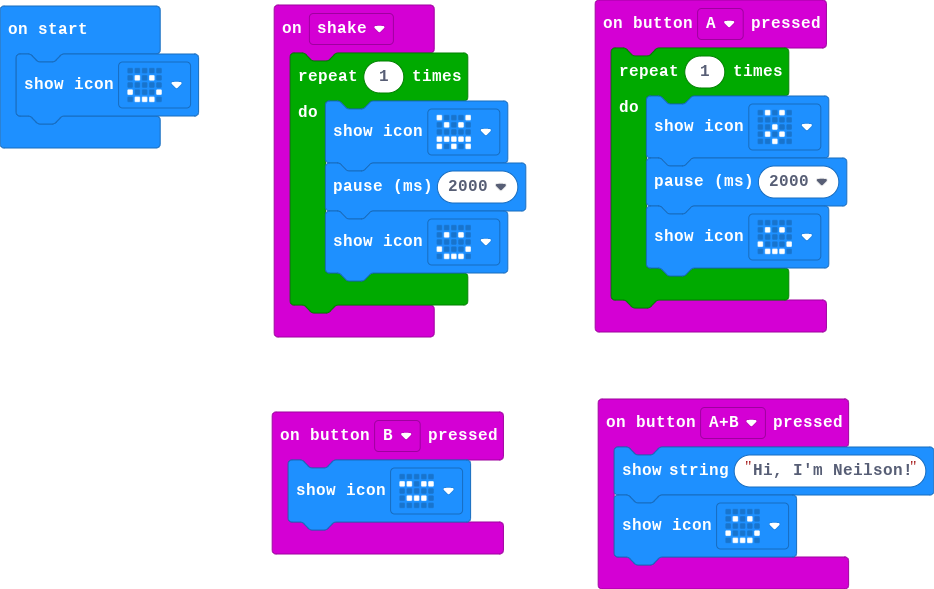 on start
show icon
on shake
repeat 1 times
do
show icon
pause (ms) 2000
show icon
on button A pressed
repeat 1 times
do
show icon
pause (ms) 2000
show icon
on button B pressed
show icon
on button A+B pressed
show string "Hi, I'm Neilson!"
show icon